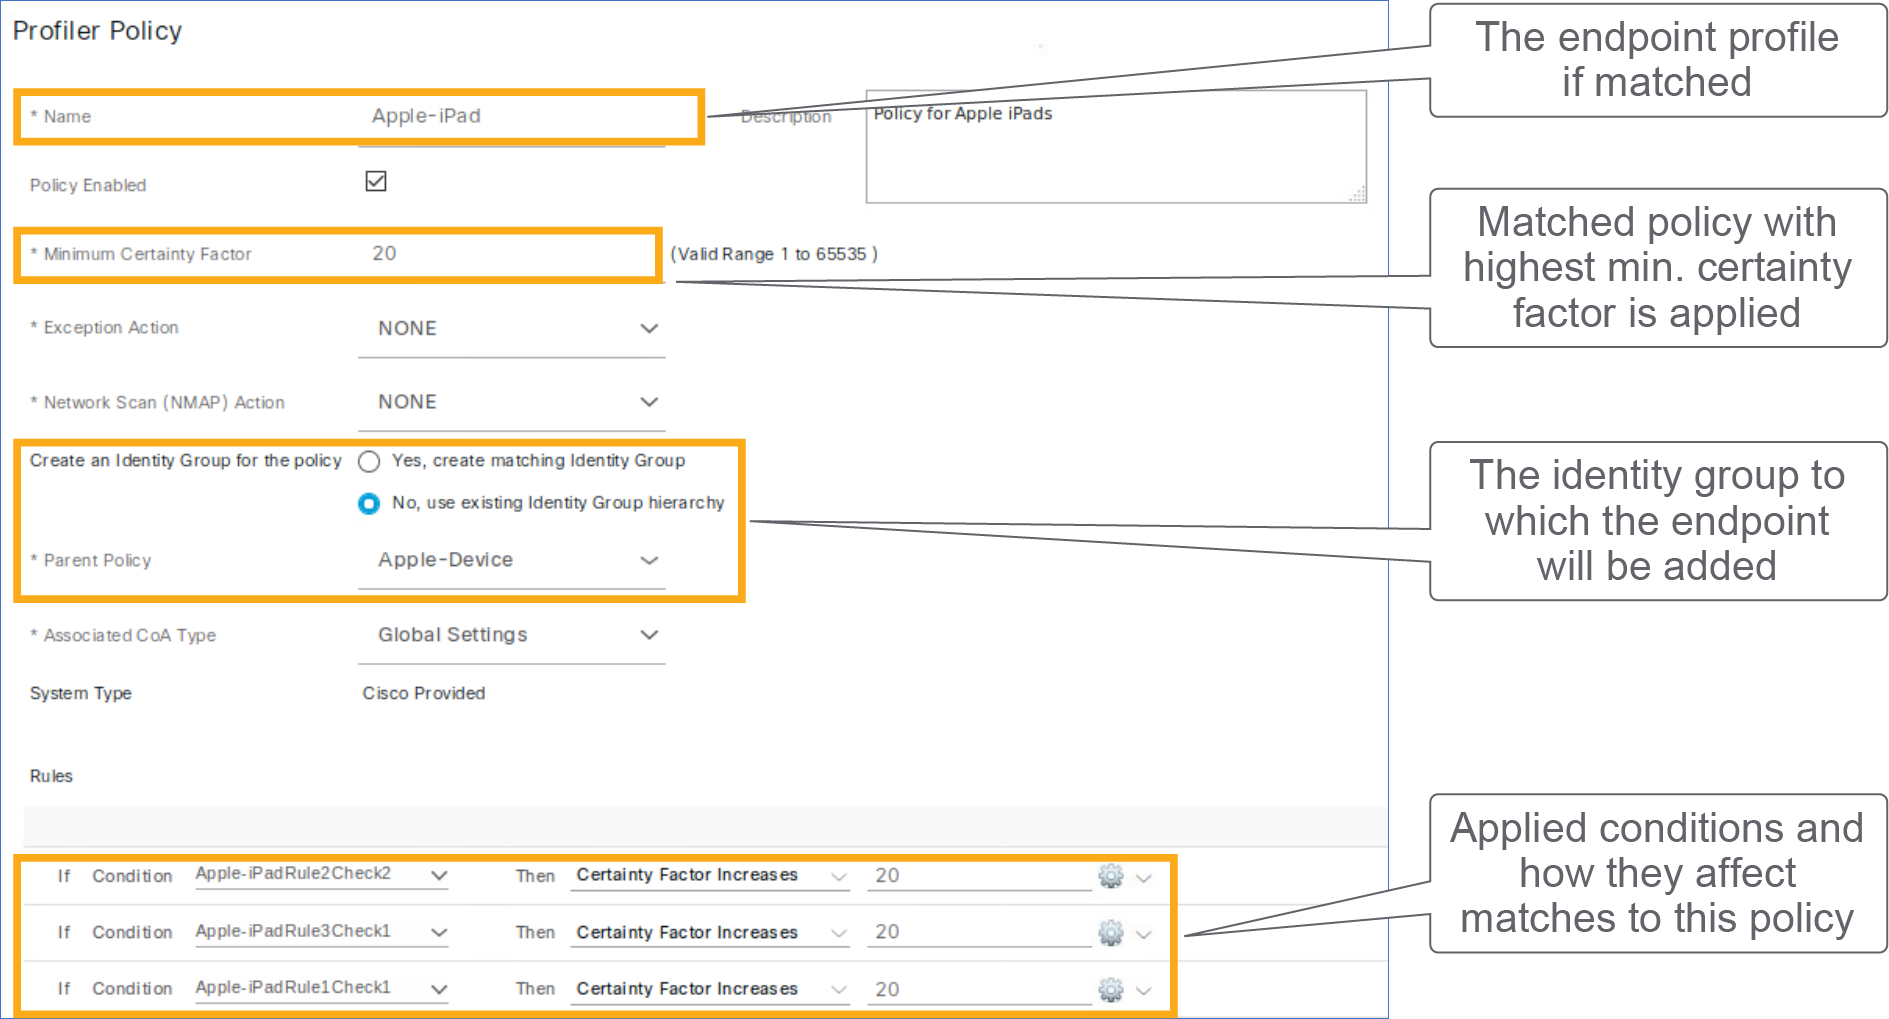 Profiler Policy
* Name Apple-iPad Description Policy for Apple iPads
Policy Enabled
* Minimum Certainty Factor 20 (Valid Range 1 to 65535 )
* Exception Action NONE
* Network Scan (NMAP) Action NONE
Create an Identity Group for the policy Yes, create matching Identity Group
No, use existing Identity Group hierarchy
* Parent Policy Apple-Device
* Associated CoA Type Global Settings
System Type Cisco Provided
Rules
If Condition Apple-iPadRule2Check2 Then Certainty Factor Increases 20
If Condition Apple-iPadRule3Check1 Then Certainty Factor Increases 20
If Condition Apple-iPadRule1Check1 Then Certainty Factor Increases 20
The endpoint profile
if matched
Matched policy with
highest min. certainty
factor is applied
The identity group to
which the endpoint
will be added
Applied conditions and
how they affect
matches to this policy